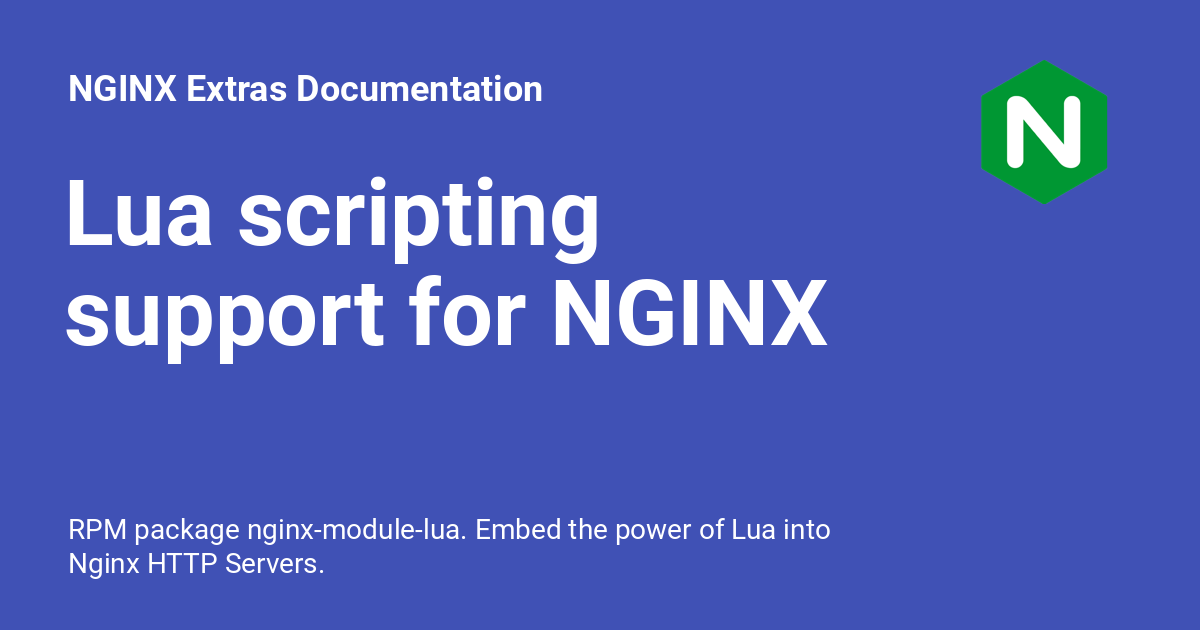 NGINX Extras Documentation
N
Lua scripting
support for NGINX
RPM package nginx-module-lua. Embed the power of Lua into
Nginx HTTP Servers.